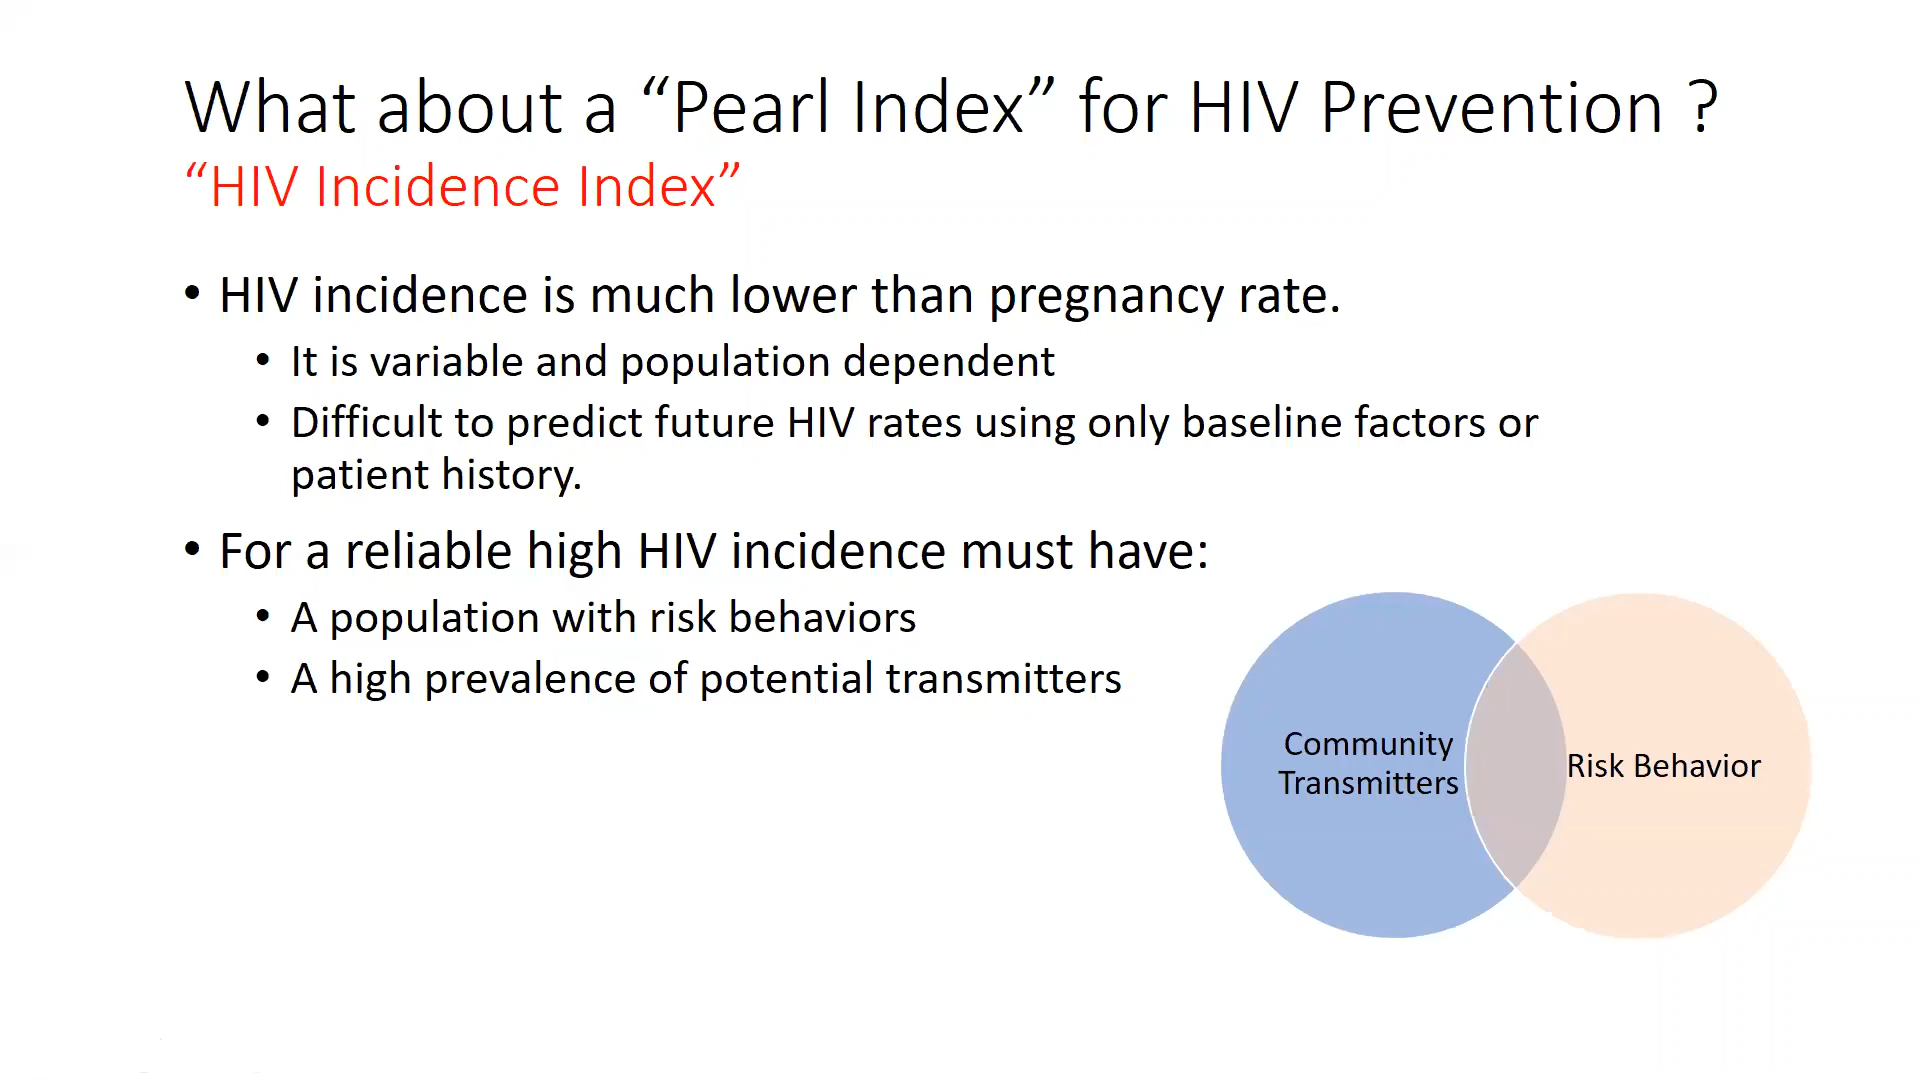 What about a “Pearl Index” for HIV Prevention ?
“HIV Incidence Index”
• HIV incidence is much lower than pregnancy rate.
• It is variable and population dependent
• Difficult to predict future HIV rates using only baseline factors or
patient history.
• For a reliable high HIV incidence must have:
• A population with risk behaviors
• A high prevalence of potential transmitters
Community
Transmitters
Risk Behavior